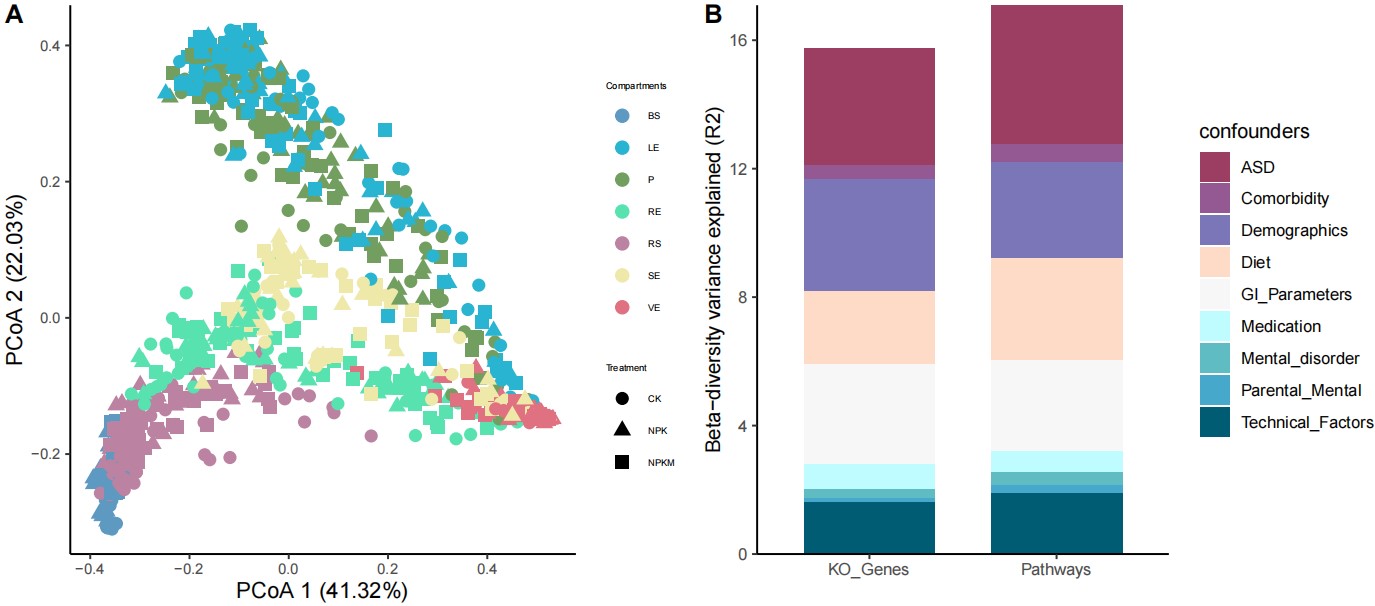 A
PCoA 2 (22.03%)
0.4
0.2
0.0
−0.2
−0.4
−0.2
0.0
0.2
0.4
PCoA 1 (41.32%)
Compartments
BS
LE
P
RE
RS
SE
VE
Treatment
CK
NPK
NPKM
B
Beta−diversity variance explained (R2)
16
12
8
4
0
KO_Genes
Pathways
confounders
ASD
Comorbidity
Demographics
Diet
GI_Parameters
Medication
Mental_disorder
Parental_Mental
Technical_Factors